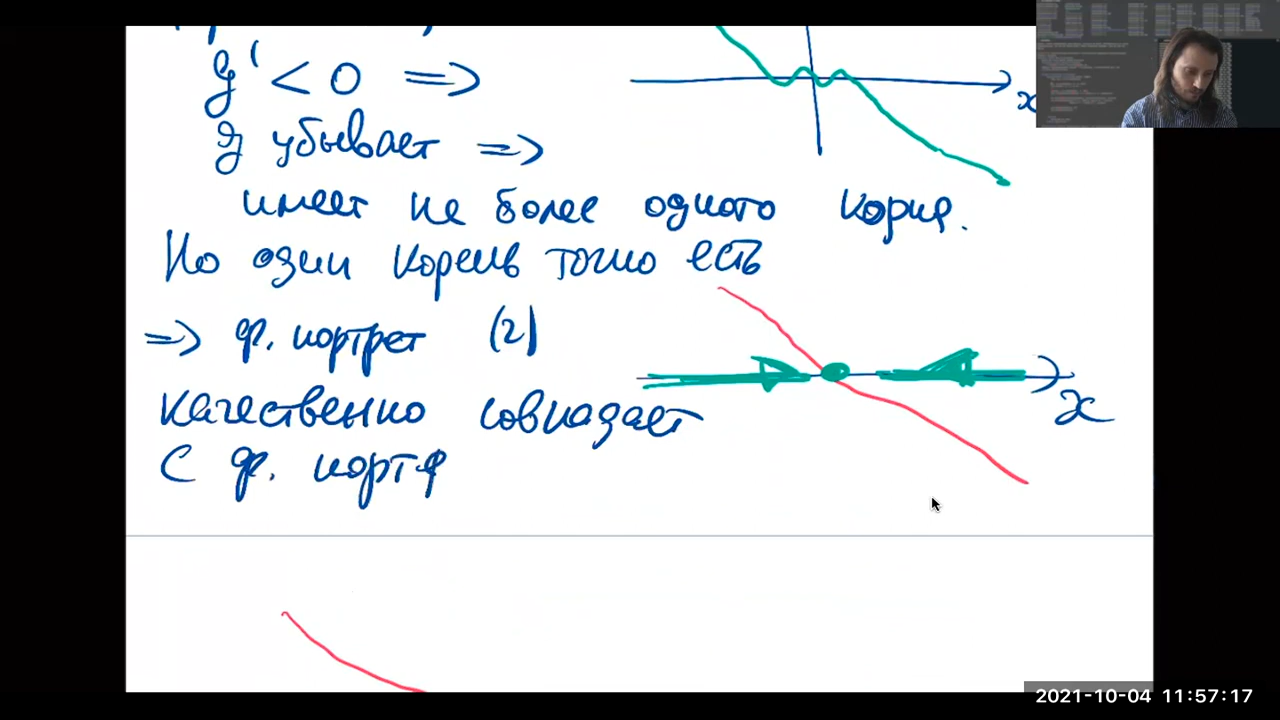 g' < 0 =>
x
g убывает =>
имеет не более одного корня.
Но один корень точно есть
=> ф. портрет (2)
x
качественно совпадает
с ф. портр
2021-10-04 11:57:17